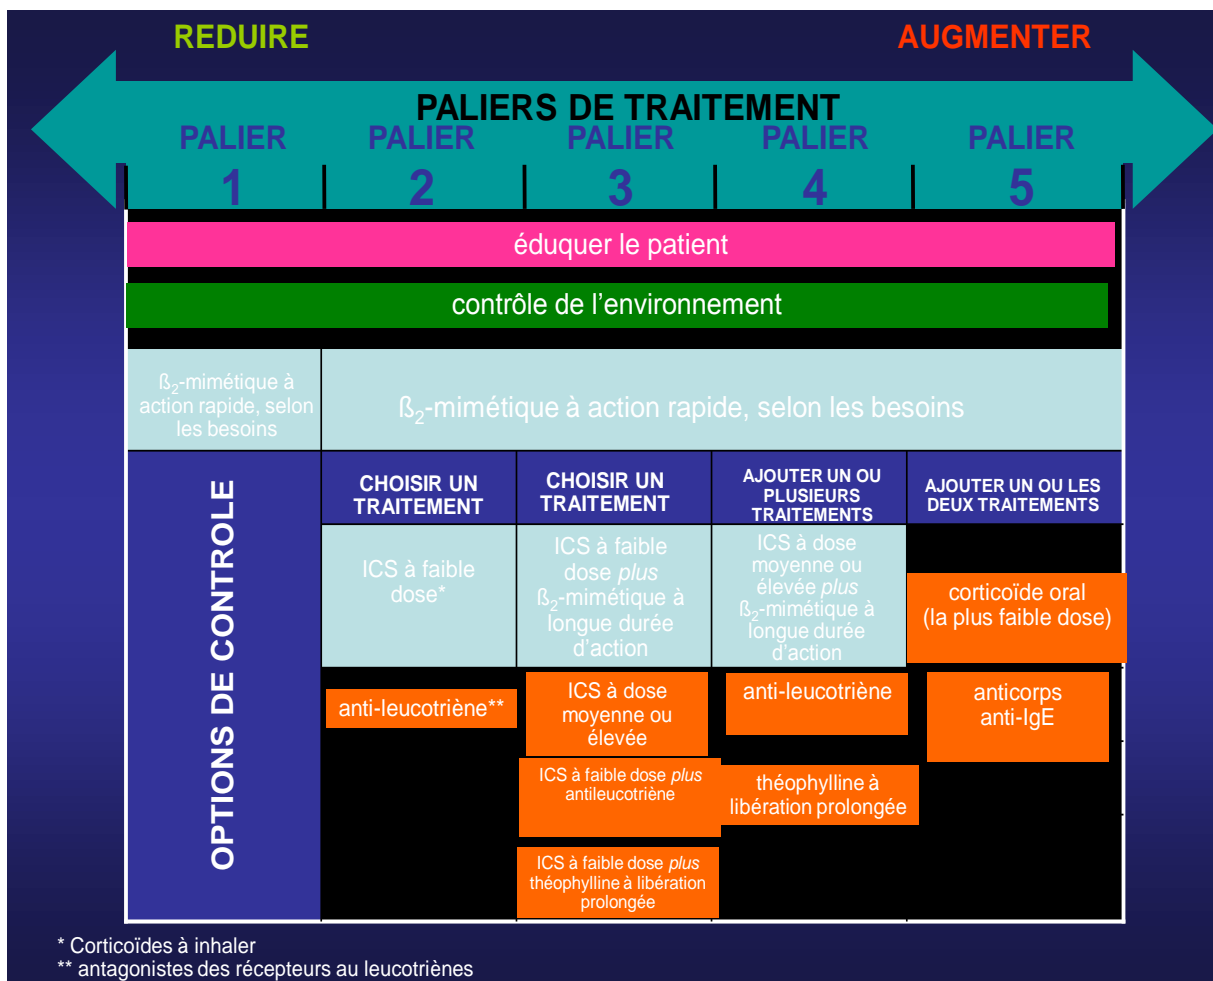 REDUIRE
AUGMENTER
PALIERS DE TRAITEMENT
PALIER PALIER PALIER PALIER PALIER
1 2 3 4 5
éduquer le patient
contrôle de l'environnement
ß2-mimétique à
action rapide, selon
les besoins
ß2-mimétique à action rapide, selon les besoins
OPTIONS DE CONTROLE
CHOISIR UN
TRAITEMENT
CHOISIR UN
TRAITEMENT
AJOUTER UN OU
PLUSIEURS
TRAITEMENTS
AJOUTER UN OU LES
DEUX TRAITEMENTS
ICS à faible
dose*
ICS à faible
dose plus
ß2-mimétique à
longue durée
d'action
ICS à dose
moyenne ou
élevée plus
ß2-mimétique à
longue durée
d'action
corticoïde oral
(la plus faible dose)
anti-leucotriène**
ICS à dose
moyenne ou
élevée
anti-leucotriène
anticorps
anti-IgE
ICS à faible dose plus
antileucotriène
théophylline à
libération prolongée
ICS à faible dose plus
théophylline à libération
prolongée
* Corticoïdes à inhaler
** antagonistes des récepteurs au leucotriènes